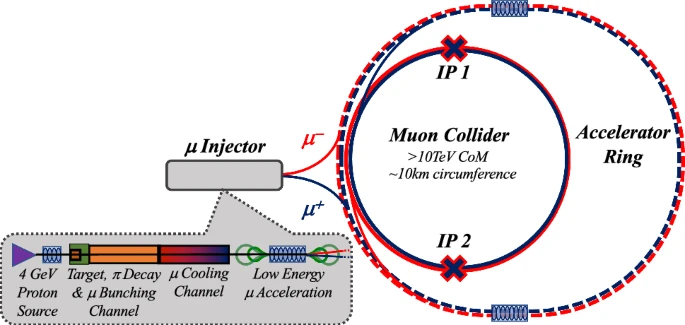 IP 1
μ Injector
μ−
Muon Collider
>10TeV CoM
~10km circumference
Accelerator
Ring
μ+
IP 2
4 GeV
Proton
Source
Target, π Decay
& μ Bunching
Channel
μ Cooling
Channel
Low Energy
μ Acceleration